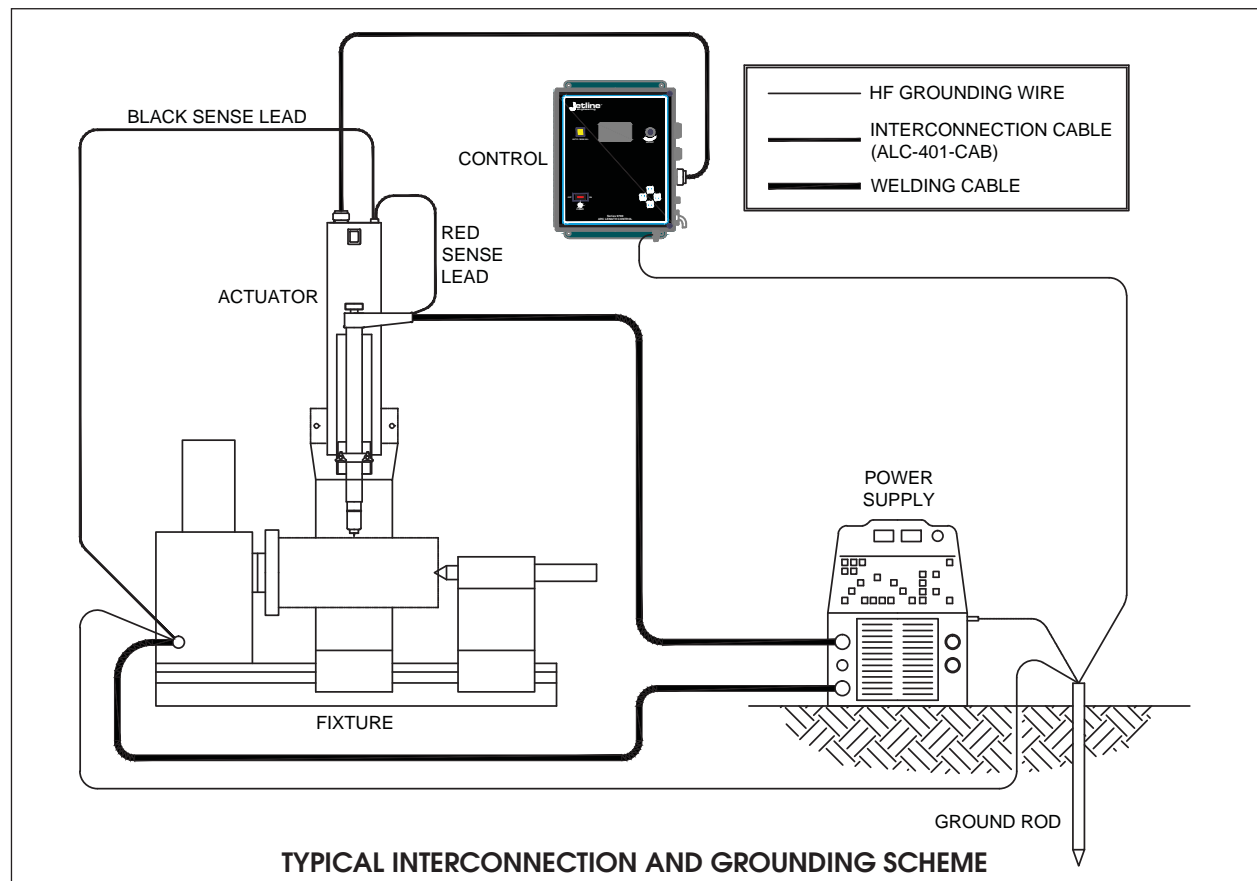 BLACK SENSE LEAD
CONTROL
Jetline
HF GROUNDING WIRE
INTERCONNECTION CABLE
(ALC-401-CAB)
WELDING CABLE
RED
SENSE
LEAD
ACTUATOR
POWER
SUPPLY
FIXTURE
GROUND ROD
TYPICAL INTERCONNECTION AND GROUNDING SCHEME